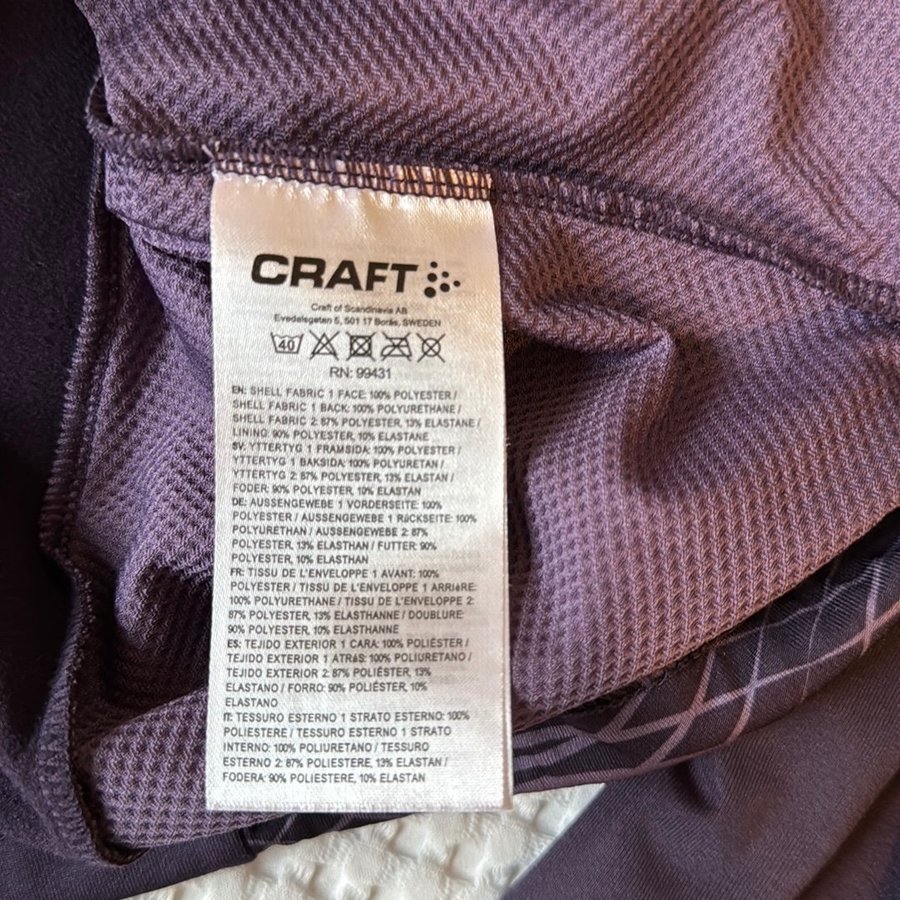 CRAFT
Craft of Scandinavia AB
Evedalsgatan 5, 501 17 Borås, SWEDEN
40
RN: 99431
EN: SHELL FABRIC 1 FACE: 100% POLYESTER /
SHELL FABRIC 1 BACK: 100% POLYURETHANE /
SHELL FABRIC 2: 87% POLYESTER, 13% ELASTANE /
LINING: 90% POLYESTER, 10% ELASTANE
SV: YTTERTYG 1 FRAMSIDA: 100% POLYESTER /
YTTERTYG 1 BAKSIDA: 100% POLYURETAN /
YTTERTYG 2: 87% POLYESTER, 13% ELASTAN /
FODER: 90% POLYESTER, 10% ELASTAN
DE: AUSSENGEWEBE 1 VORDERSEITE: 100%
POLYESTER / AUSSENGEWEBE 1 RüCKSEITE: 100%
POLYURETHAN / AUSSENGEWEBE 2: 87%
POLYESTER, 13% ELASTHAN / FUTTER: 90%
POLYESTER, 10% ELASTHAN
FR: TISSU DE L'ENVELOPPE 1 AVANT: 100%
POLYESTER / TISSU DE L'ENVELOPPE 1 ARRIèRE:
100% POLYURETHANE / TISSU DE L'ENVELOPPE 2:
87% POLYESTER, 13% ELASTHANNE / DOUBLURE:
90% POLYESTER, 10% ELASTHANNE
ES: TEJIDO EXTERIOR 1 CARA: 100% POLIÉSTER /
TEJIDO EXTERIOR 1 ATRáS: 100% POLIURETANO /
TEJIDO EXTERIOR 2: 87% POLIÉSTER, 13%
ELASTANO / FORRO: 90% POLIÉSTER, 10%
ELASTANO
IT: TESSURO ESTERNO 1 STRATO ESTERNO: 100%
POLIESTERE / TESSURO ESTERNO 1 STRATO
INTERNO: 100% POLIURETANO / TESSURO
ESTERNO 2: 87% POLIESTERE, 13% ELASTAN /
FODERA: 90% POLIESTERE, 10% ELASTAN